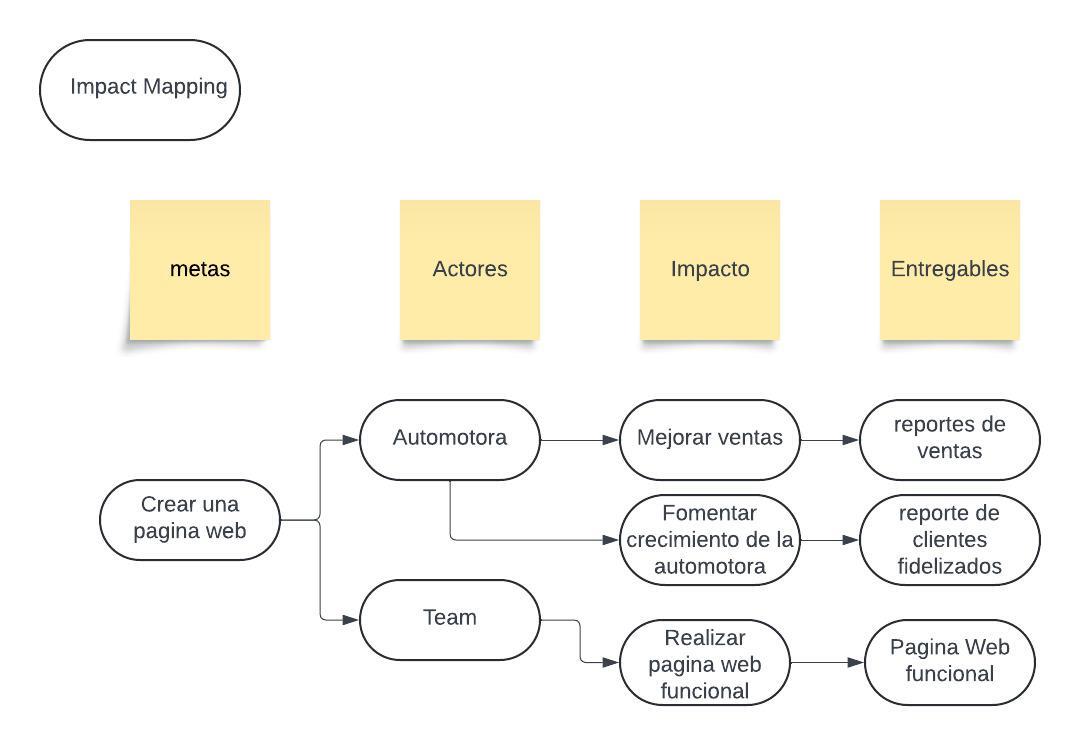 Impact Mapping
metas
Actores
Impacto
Entregables
Crear una
pagina web
Automotora
Mejorar ventas
reportes de
ventas
Fomentar
crecimiento de la
automotora
reporte de
clientes
fidelizados
Team
Realizar
pagina web
funcional
Pagina Web
funcional